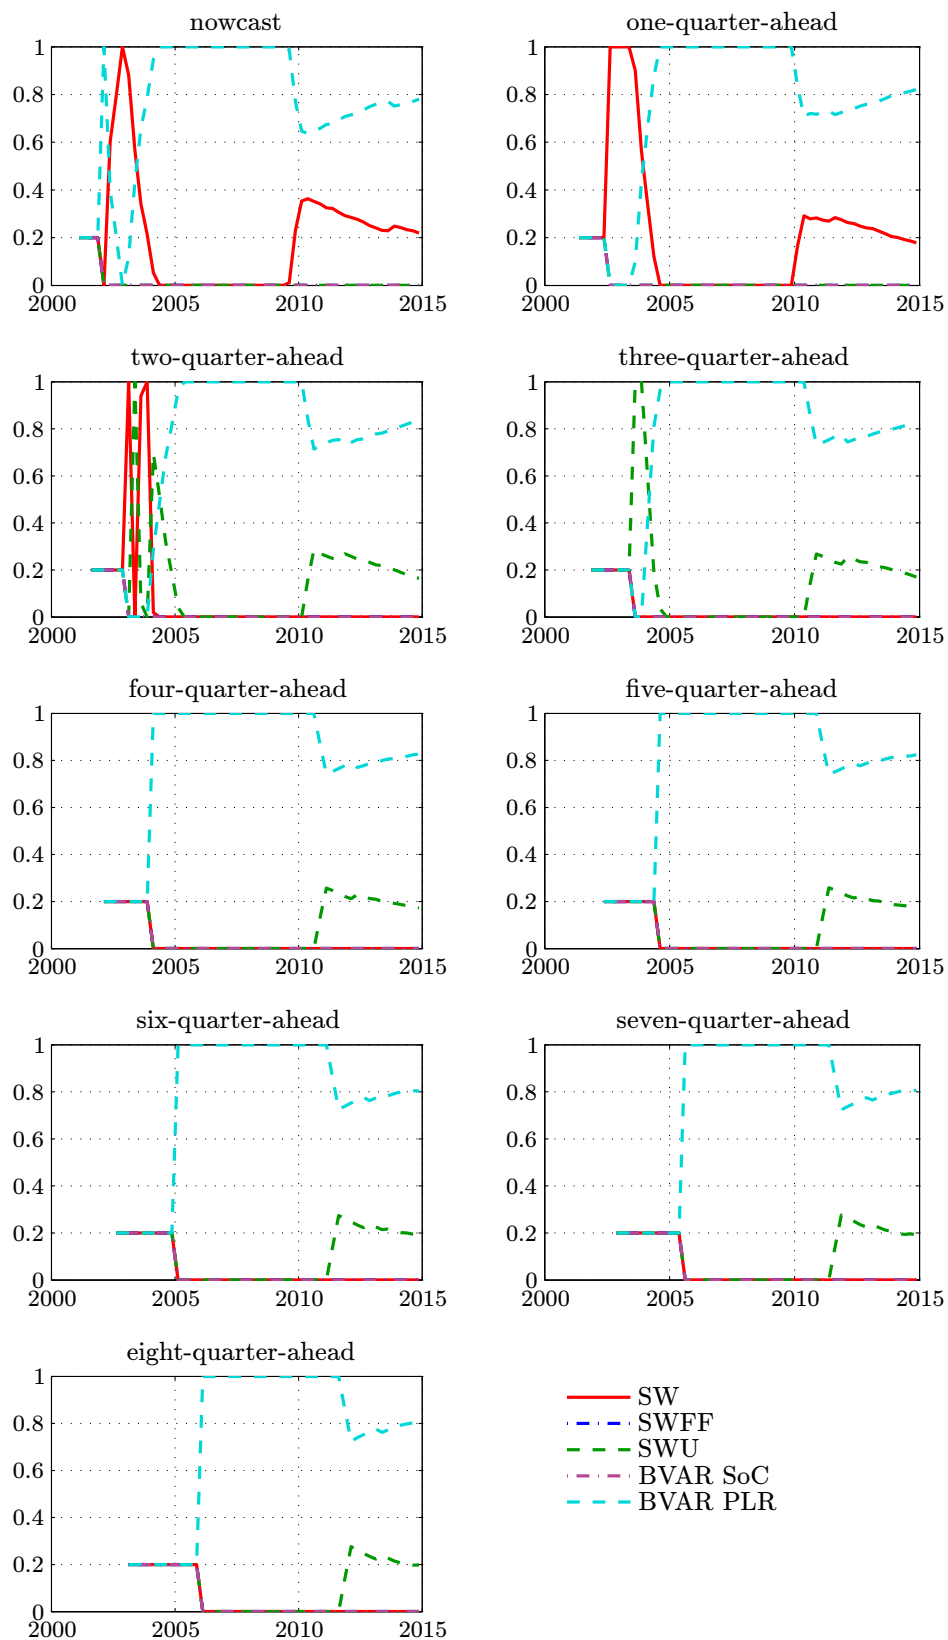 nowcast
1
0.8
0.6
0.4
0.2
0
2000 2005 2010 2015
one-quarter-ahead
1
0.8
0.6
0.4
0.2
0
2000 2005 2010 2015
two-quarter-ahead
1
0.8
0.6
0.4
0.2
0
2000 2005 2010 2015
three-quarter-ahead
1
0.8
0.6
0.4
0.2
0
2000 2005 2010 2015
four-quarter-ahead
1
0.8
0.6
0.4
0.2
0
2000 2005 2010 2015
five-quarter-ahead
1
0.8
0.6
0.4
0.2
0
2000 2005 2010 2015
six-quarter-ahead
1
0.8
0.6
0.4
0.2
0
2000 2005 2010 2015
seven-quarter-ahead
1
0.8
0.6
0.4
0.2
0
2000 2005 2010 2015
eight-quarter-ahead
1
0.8
0.6
0.4
0.2
0
2000 2005 2010 2015
SW
SWFF
SWU
BVAR SoC
BVAR PLR